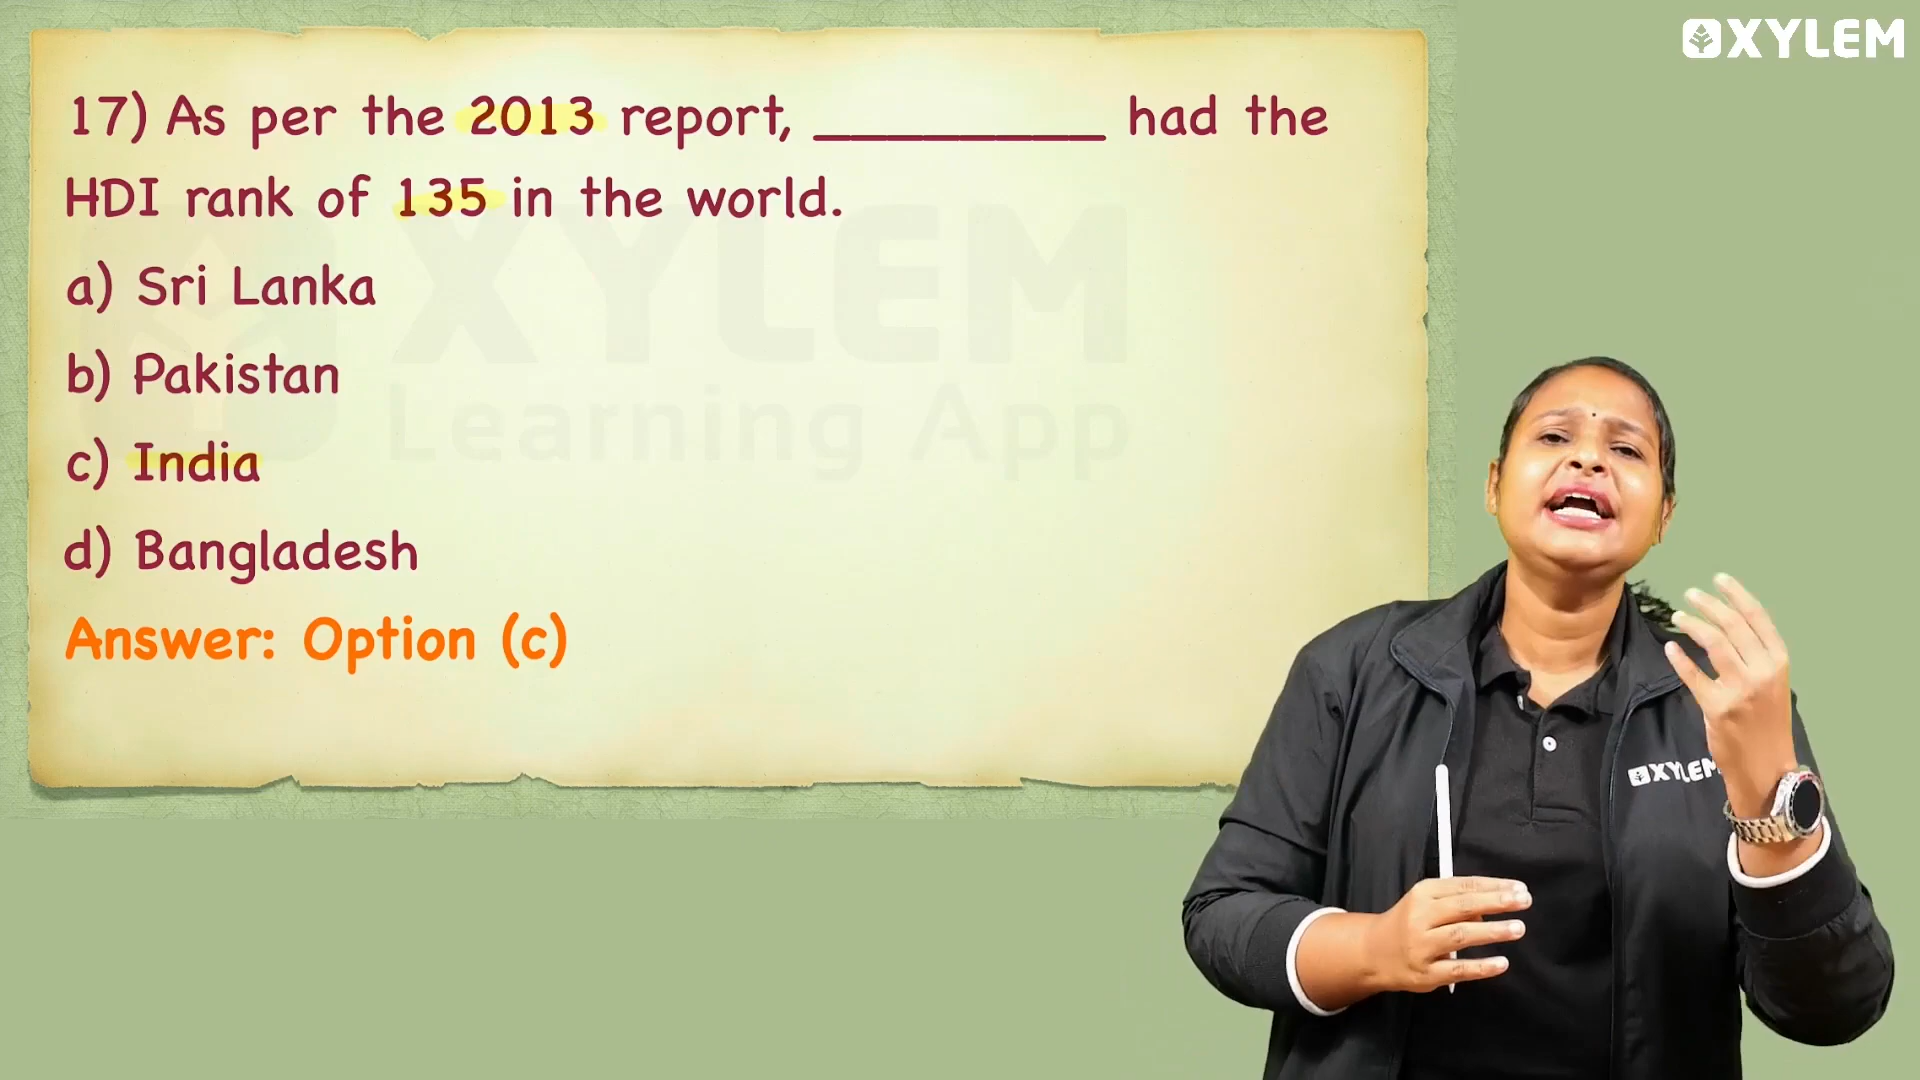 XYLEM
17) As per the 2013 report, ___________ had the
HDI rank of 135 in the world.
a) Sri Lanka
b) Pakistan
c) India
d) Bangladesh
Answer: Option (c)
XYLEM
Learning App
XYLEM